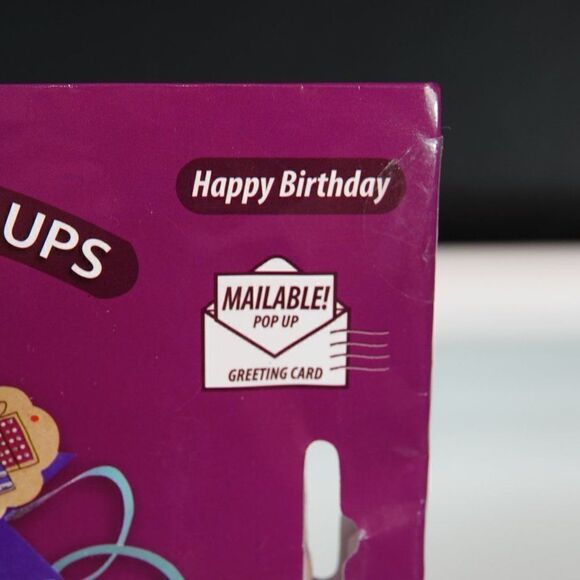 Happy Birthday
UPS
MAILABLE!
POP UP
GREETING CARD